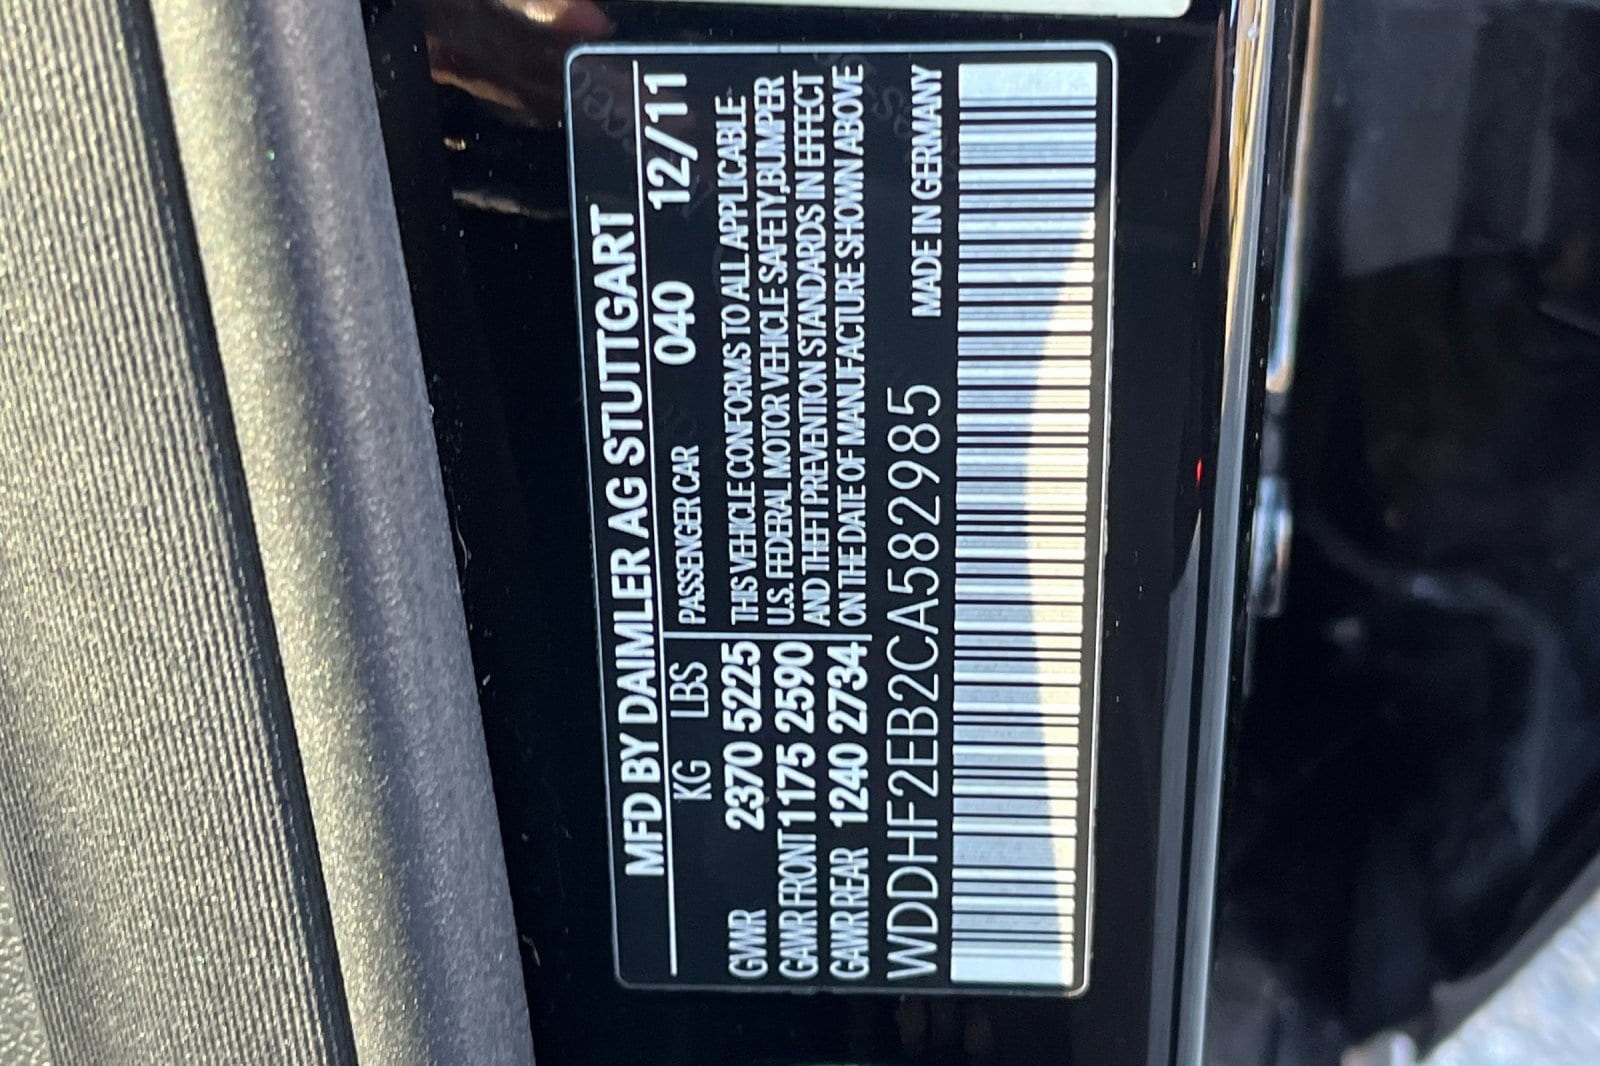 MFD BY DAIMLER AG STUTTGART
KG LBS PASSENGER CAR 040 12/11
GVWR 2370 5225 THIS VEHICLE CONFORMS TO ALL APPLICABLE
GAWR FRONT 1175 2590 U.S. FEDERAL MOTOR VEHICLE SAFETY,BUMPER
GAWR REAR 1240 2734 AND THEFT PREVENTION STANDARDS IN EFFECT
ON THE DATE OF MANUFACTURE SHOWN ABOVE
WDDHF2EB2CA582985 MADE IN GERMANY